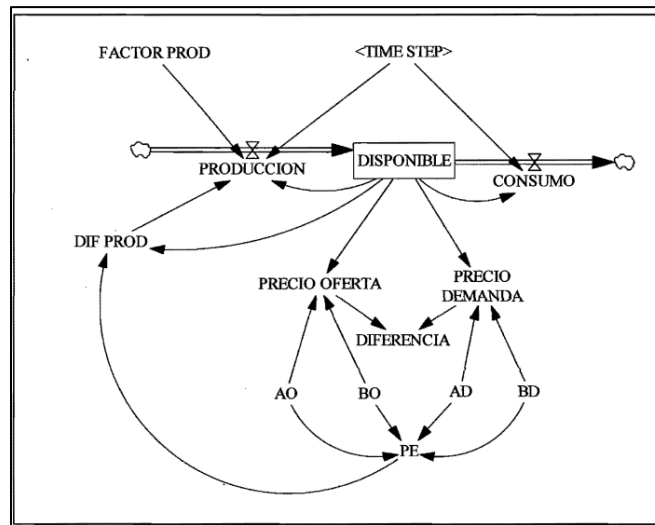 FACTOR PROD
<TIME STEP>
PRODUCCION
DISPONIBLE
CONSUMO
DIF PROD
PRECIO OFERTA
PRECIO
DEMANDA
DIFERENCIA
AO
BO
AD
BD
PE